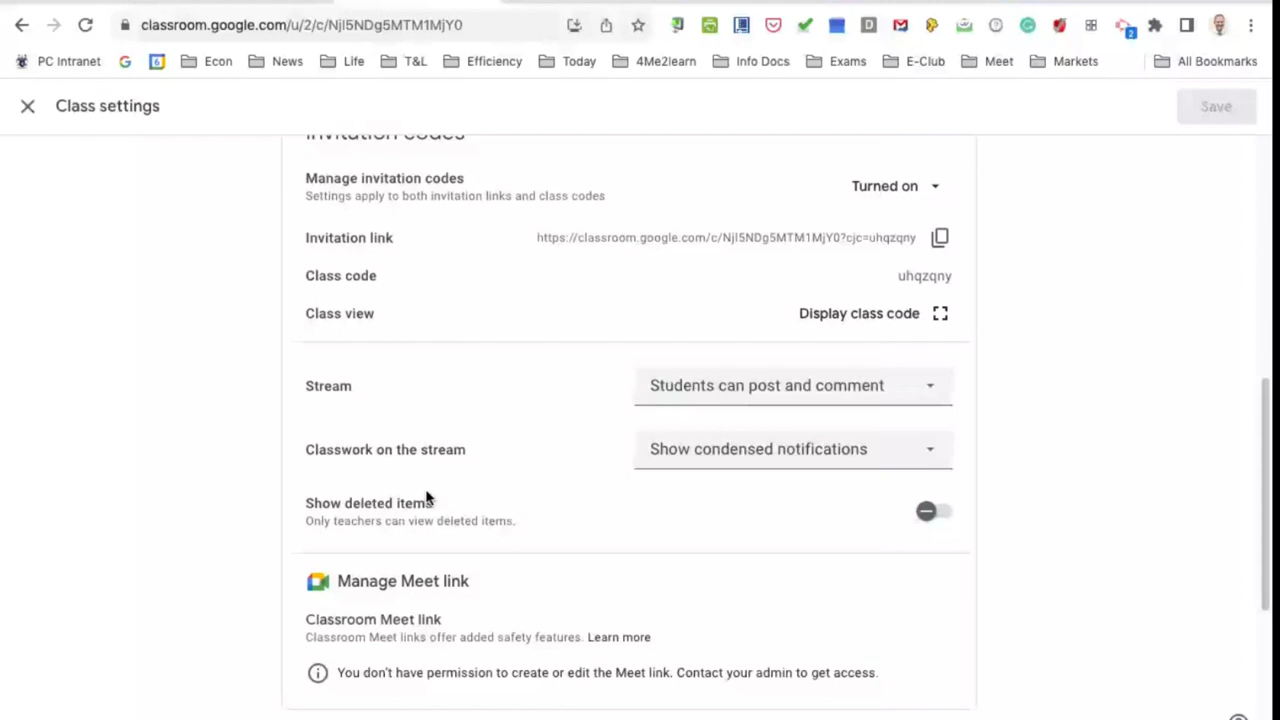 classroom.google.com/u/2/c/NjI5NDg5MTM1MjY0
PC Intranet
6
Econ
News
Life
T&L
Efficiency
Today
4Me2learn
Info Docs
Exams
E-Club
Meet
Markets
All Bookmarks
2
Class settings
Save
Invitation codes
Manage invitation codes
Settings apply to both invitation links and class codes
Turned on
Invitation link
https://classroom.google.com/c/NjI5NDg5MTM1MjY0?cjc=uhqzqny
Class code
uhqzqny
Class view
Display class code
Stream
Students can post and comment
Classwork on the stream
Show condensed notifications
Show deleted items
Only teachers can view deleted items.
Manage Meet link
Classroom Meet link
Classroom Meet links offer added safety features. Learn more
You don't have permission to create or edit the Meet link. Contact your admin to get access.